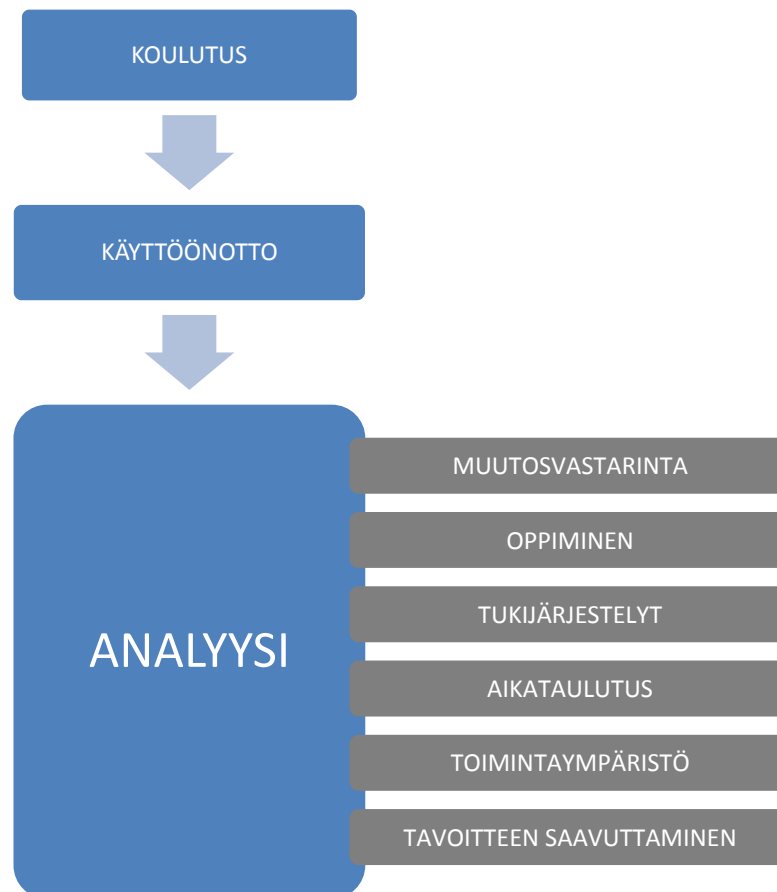 KOULUTUS
KÄYTTÖÖNOTTO
ANALYYSI
MUUTOSVASTARINTA
OPPIMINEN
TUKIJÄRJESTELYT
AIKATAULUTUS
TOIMINTAYMPÄRISTÖ
TAVOITTEEN SAAVUTTAMINEN